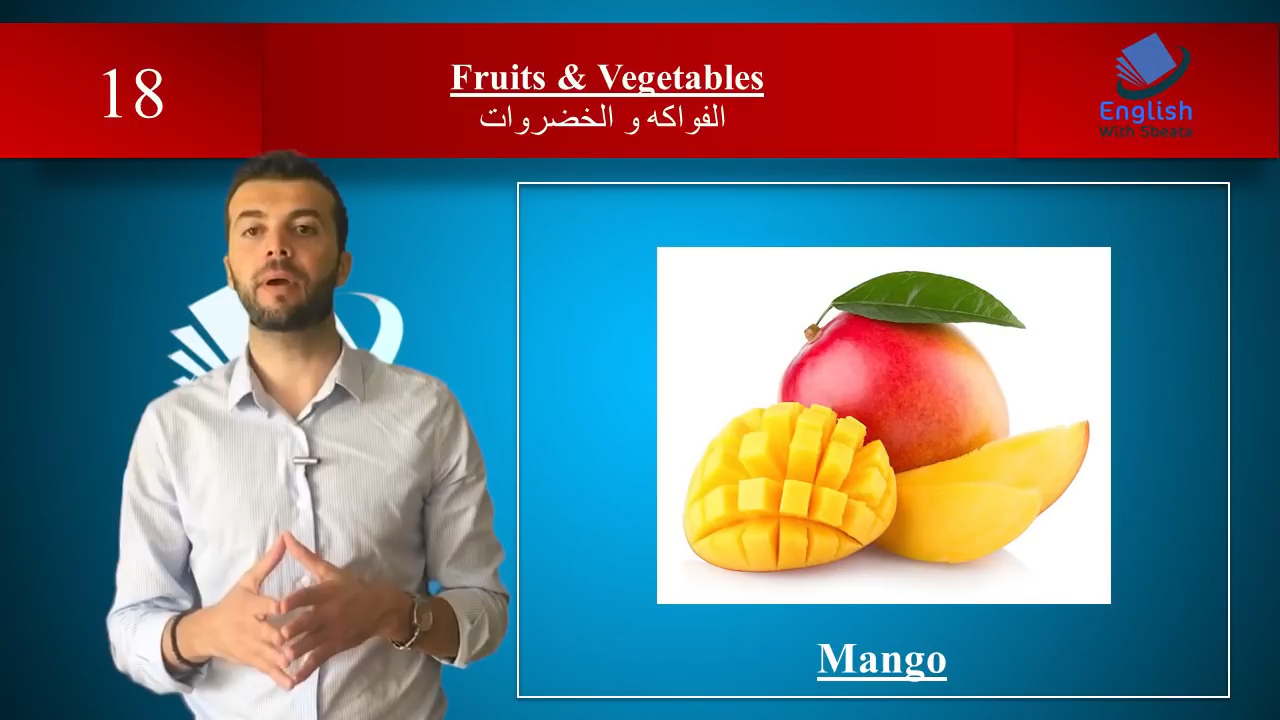 18
Fruits & Vegetables
الفواكه و الخضروات
English
With Sbeata
Mango